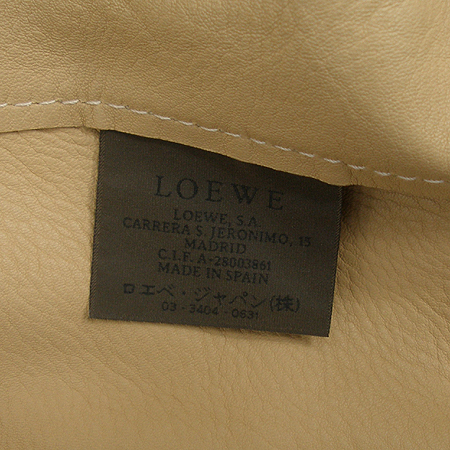 LOEWE
LOEWE, S.A.
CARRERA S. JERONIMO, 15
MADRID
C.I.F. A-28003861
MADE IN SPAIN
ロエベ・ジャパン(株)
03-3404-0631